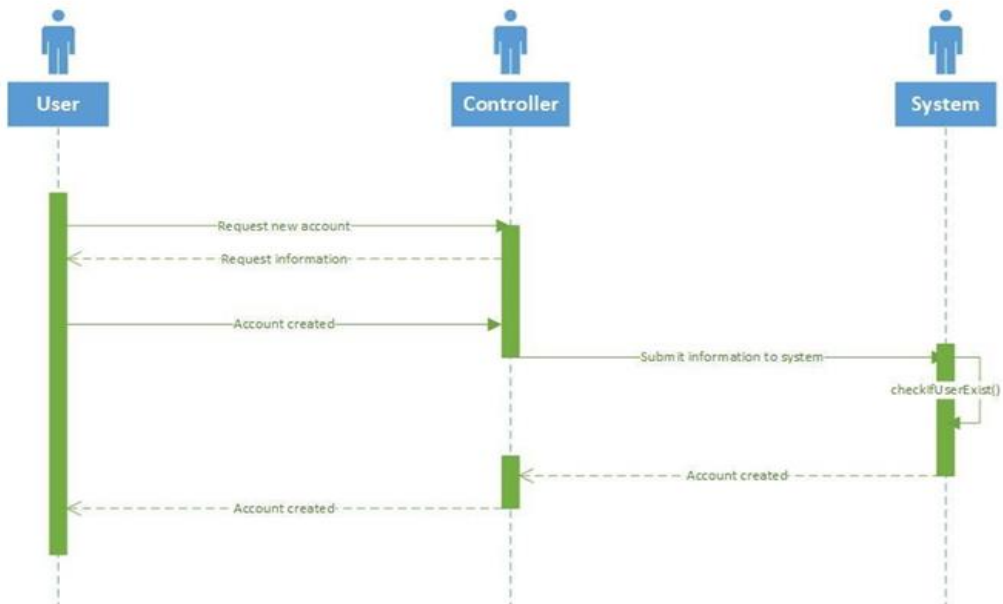 User
Controller
System
Request new account
Request information
Account created
Submit information to system
checkIfUserExist()
Account created
Account created